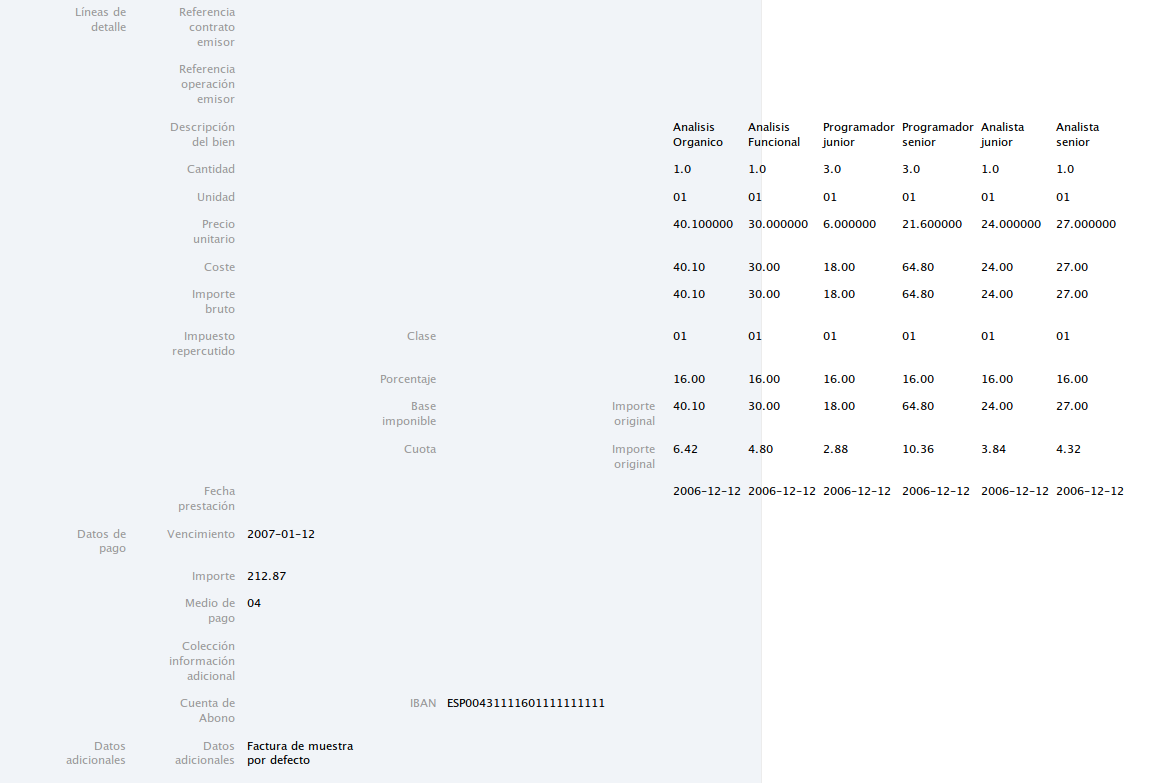 Líneas de Referencia
detalle contrato
emisor
Referencia
operación
emisor
Descripción Analisis Analisis Programador Programador Analista Analista
del bien Organico Funcional junior senior junior senior
Cantidad 1.0 1.0 3.0 3.0 1.0 1.0
Unidad 01 01 01 01 01 01
Precio 40.100000 30.000000 6.000000 21.600000 24.000000 27.000000
unitario
Coste 40.10 30.00 18.00 64.80 24.00 27.00
Importe 40.10 30.00 18.00 64.80 24.00 27.00
bruto
Impuesto Clase 01 01 01 01 01 01
repercutido
Porcentaje 16.00 16.00 16.00 16.00 16.00 16.00
Base Importe 40.10 30.00 18.00 64.80 24.00 27.00
imponible original
Cuota Importe 6.42 4.80 2.88 10.36 3.84 4.32
original
Fecha 2006-12-12 2006-12-12 2006-12-12 2006-12-12 2006-12-12 2006-12-12
prestación
Datos de Vencimiento 2007-01-12
pago
Importe 212.87
Medio de 04
pago
Colección
información
adicional
Cuenta de IBAN ESP00431111601111111111
Abono
Datos Datos Factura de muestra
adicionales adicionales por defecto